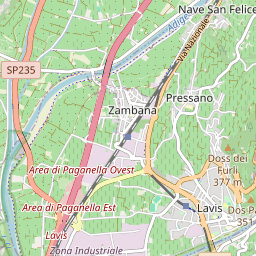 Nave San Felice
Adige
Via Nazionale
SP235
Zambana
Pressano
Doss dei
Furli
377 m
Area di Paganella Ovest
Area di Paganella Est
Lavis
Dos Pa
351
Lavis
Zona Industriale